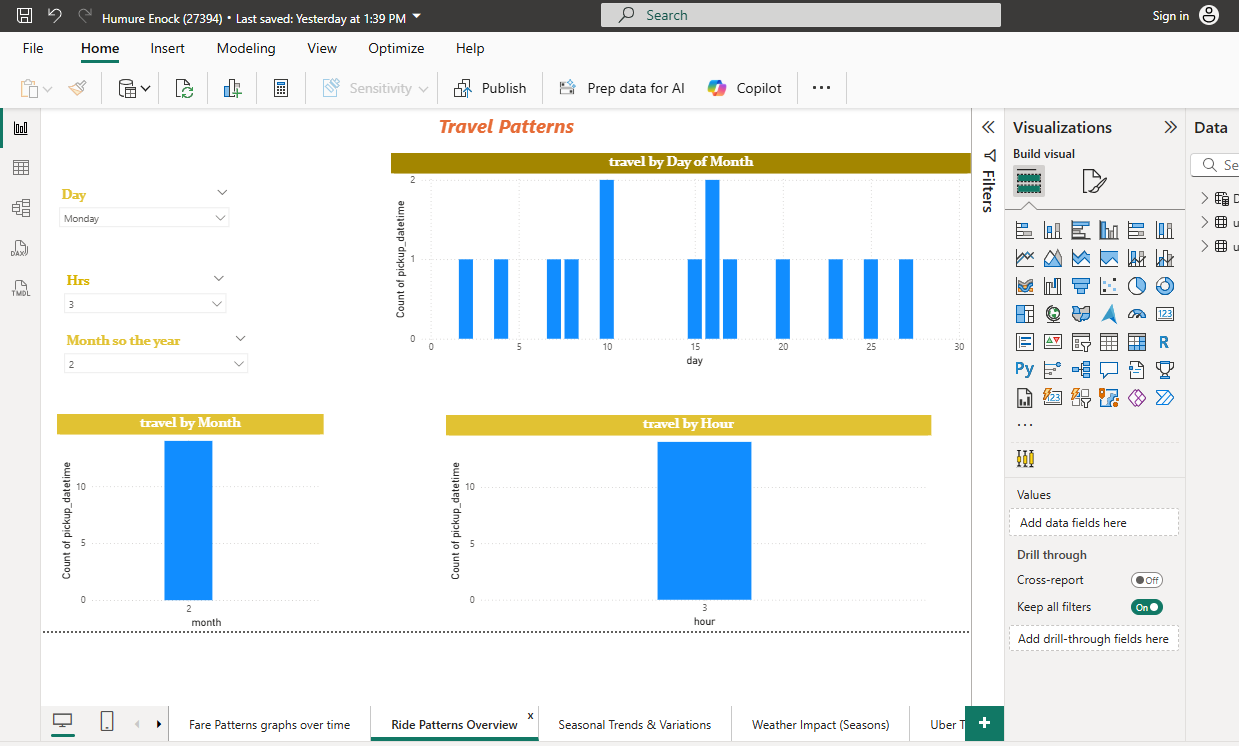 Humure Enock (27394) • Last saved: Yesterday at 1:39 PM
Search
Sign in
File Home Insert Modeling View Optimize Help
Sensitivity Publish Prep data for AI Copilot
DAX
TMDL
Travel Patterns
Day
Monday
Hrs
3
Month so the year
2
travel by Day of Month
Count of pickup_datetime
2
1
0
0 5 10 15 20 25 30
day
travel by Month
Count of pickup_datetime
10
5
0
2
month
travel by Hour
Count of pickup_datetime
10
5
0
3
hour
Filters
Visualizations
Build visual
123
R
Py
123
Values
Add data fields here
Drill through
Cross-report Off
Keep all filters On
Add drill-through fields here
Data
Se
D
u
u
Fare Patterns graphs over time Ride Patterns Overview x Seasonal Trends & Variations Weather Impact (Seasons) Uber T